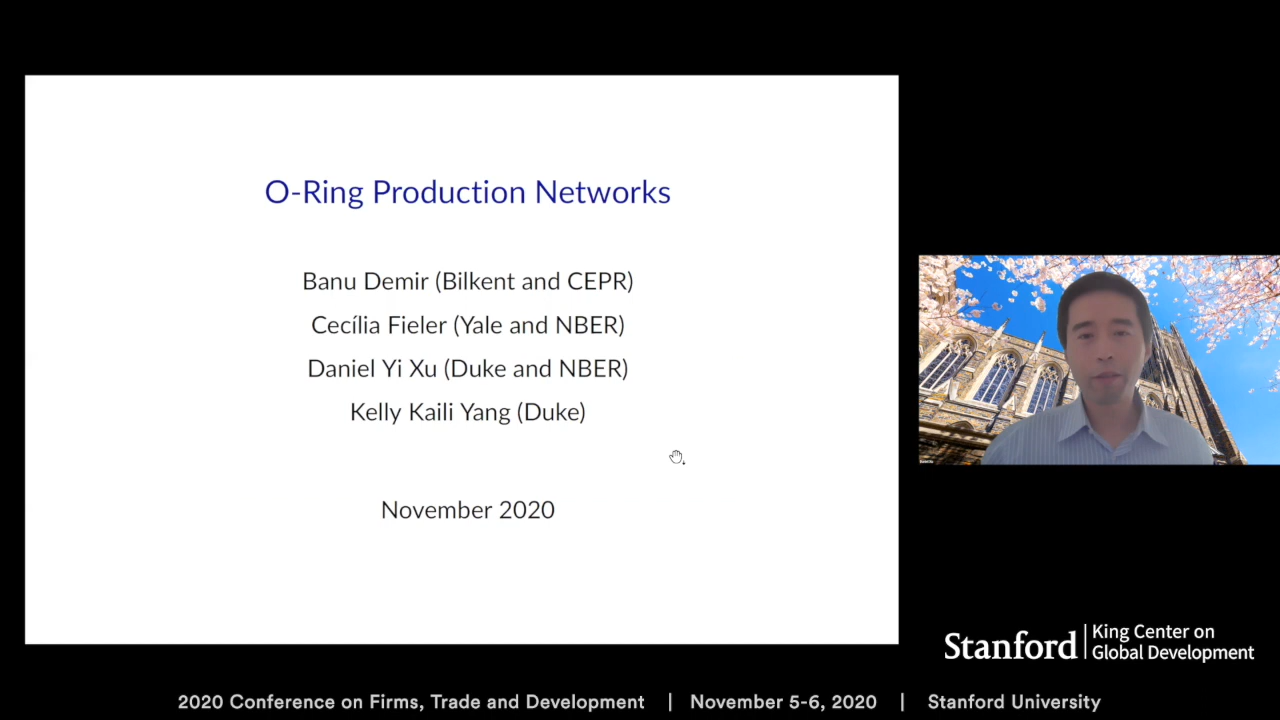 O-Ring Production Networks
Banu Demir (Bilkent and CEPR)
Cecília Fieler (Yale and NBER)
Daniel Yi Xu (Duke and NBER)
Kelly Kaili Yang (Duke)
November 2020
Stanford | King Center on
Global Development
2020 Conference on Firms, Trade and Development | November 5-6, 2020 | Stanford University